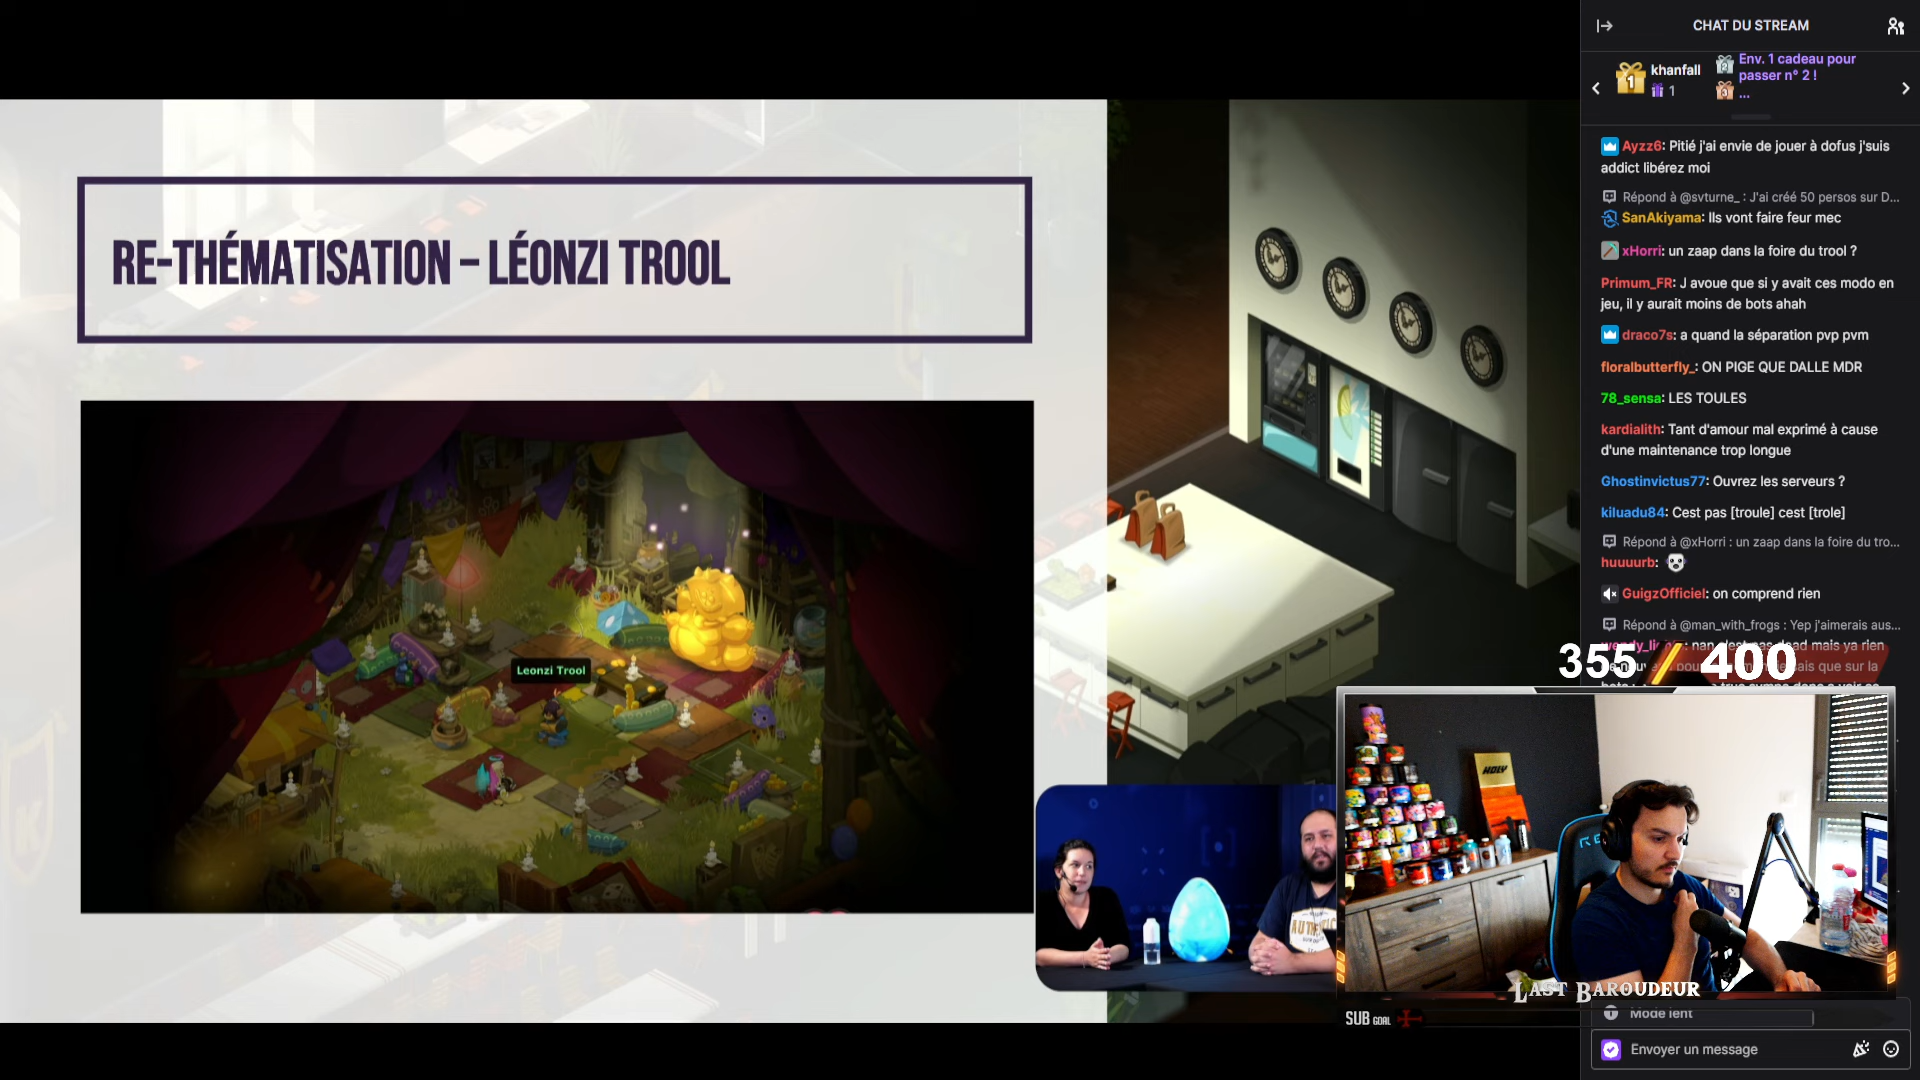 CHAT DU STREAM
khanfall
1
Env. 1 cadeau pour
passer n° 2 !
...
Ayzz6: Pitié j'ai envie de jouer à dofus j'suis
addict libérez moi
Répond à @svturne_ : J'ai créé 50 persos sur D...
SanAkiyama: Ils vont faire feur mec
xHorri: un zaap dans la foire du trool ?
Primum_FR: J avoue que si y avait ces modo en
jeu, il y aurait moins de bots ahah
draco7s: a quand la séparation pvp pvm
floralbutterfly_: ON PIGE QUE DALLE MDR
78_sensa: LES TOULES
kardialith: Tant d'amour mal exprimé à cause
d'une maintenance trop longue
Ghostinvictus77: Ouvrez les serveurs ?
kiluadu84: Cest pas [troule] cest [trole]
Répond à @xHorri : un zaap dans la foire du tro...
huuuurb:
GuigzOfficiel: on comprend rien
Répond à @man_with_frogs : Yep j'aimerais aus...
355 / 400
RE-THÉMATISATION – LÉONZI TROOL
Leonzi Trool
HOLY
LAST BAROUDEUR
SUB GOAL
Mode lent
Envoyer un message